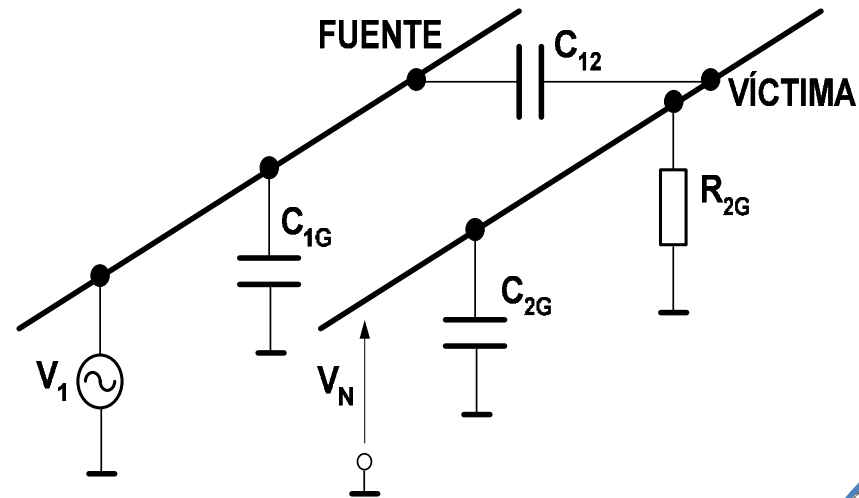 FUENTE
C12
VÍCTIMA
C1G
R2G
C2G
V1
VN